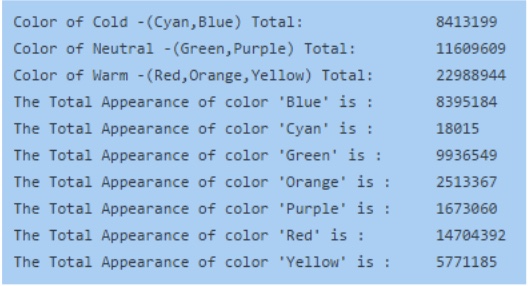 Color of Cold -(Cyan,Blue) Total: 8413199
Color of Neutral -(Green,Purple) Total: 11609609
Color of Warm -(Red,Orange,Yellow) Total: 22988944
The Total Appearance of color 'Blue' is : 8395184
The Total Appearance of color 'Cyan' is : 18015
The Total Appearance of color 'Green' is : 9936549
The Total Appearance of color 'Orange' is : 2513367
The Total Appearance of color 'Purple' is : 1673060
The Total Appearance of color 'Red' is : 14704392
The Total Appearance of color 'Yellow' is : 5771185